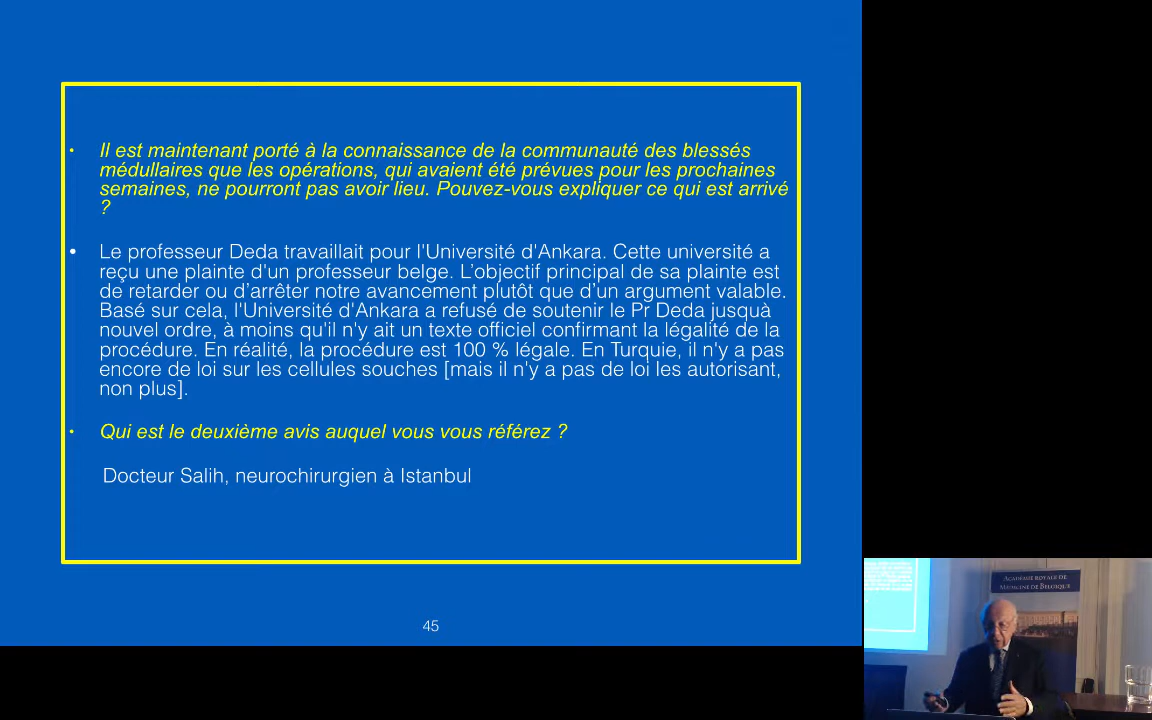 • Il est maintenant porté à la connaissance de la communauté des blessés
médullaires que les opérations, qui avaient été prévues pour les prochaines
semaines, ne pourront pas avoir lieu. Pouvez-vous expliquer ce qui est arrivé
?
• Le professeur Deda travaillait pour l'Université d'Ankara. Cette université a
reçu une plainte d'un professeur belge. L’objectif principal de sa plainte est
de retarder ou d’arrêter notre avancement plutôt que d’un argument valable.
Basé sur cela, l'Université d'Ankara a refusé de soutenir le Pr Deda jusquà
nouvel ordre, à moins qu'il n'y ait un texte officiel confirmant la légalité de la
procédure. En réalité, la procédure est 100 % légale. En Turquie, il n'y a pas
encore de loi sur les cellules souches [mais il n'y a pas de loi les autorisant,
non plus].
• Qui est le deuxième avis auquel vous vous référez ?
Docteur Salih, neurochirurgien à Istanbul
45
Académie royale de
Médecine de Belgique